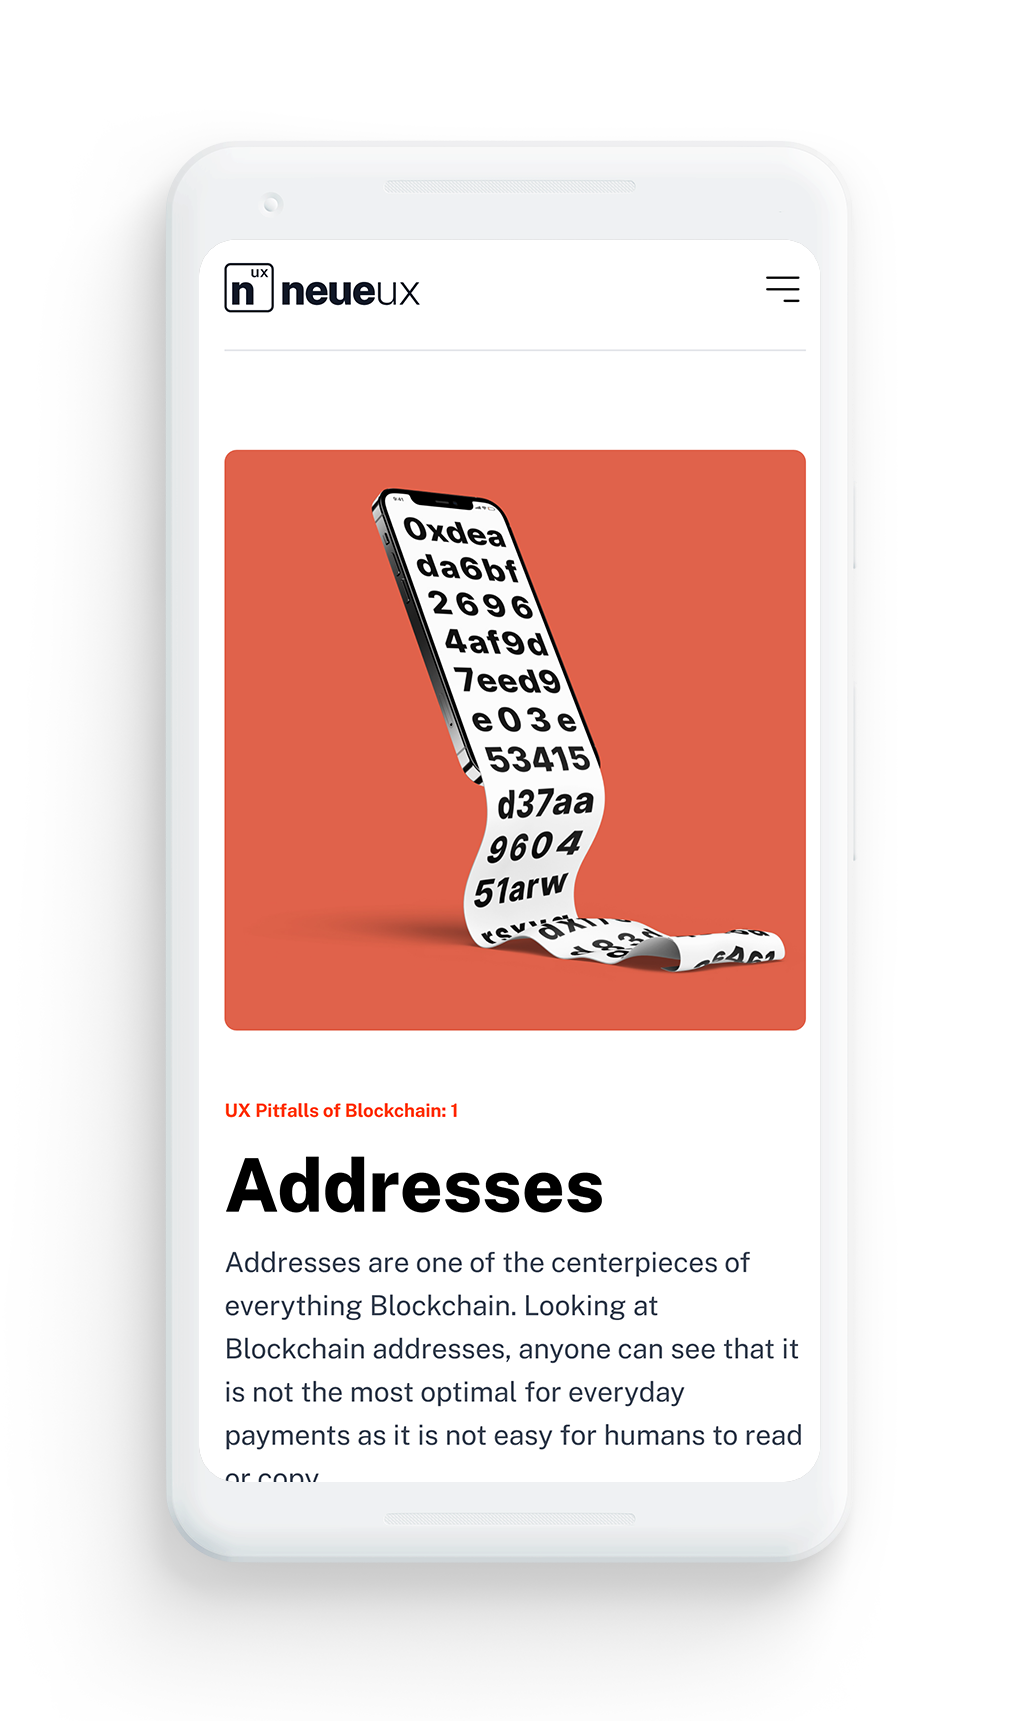 ux
n
neueux
9:41
0xdea
da6bf
2696
4af9d
7eed9
e03e
53415
d37aa
9604
51arw
UX Pitfalls of Blockchain: 1
Addresses
Addresses are one of the centerpieces of
everything Blockchain. Looking at
Blockchain addresses, anyone can see that it
is not the most optimal for everyday
payments as it is not easy for humans to read
or copy